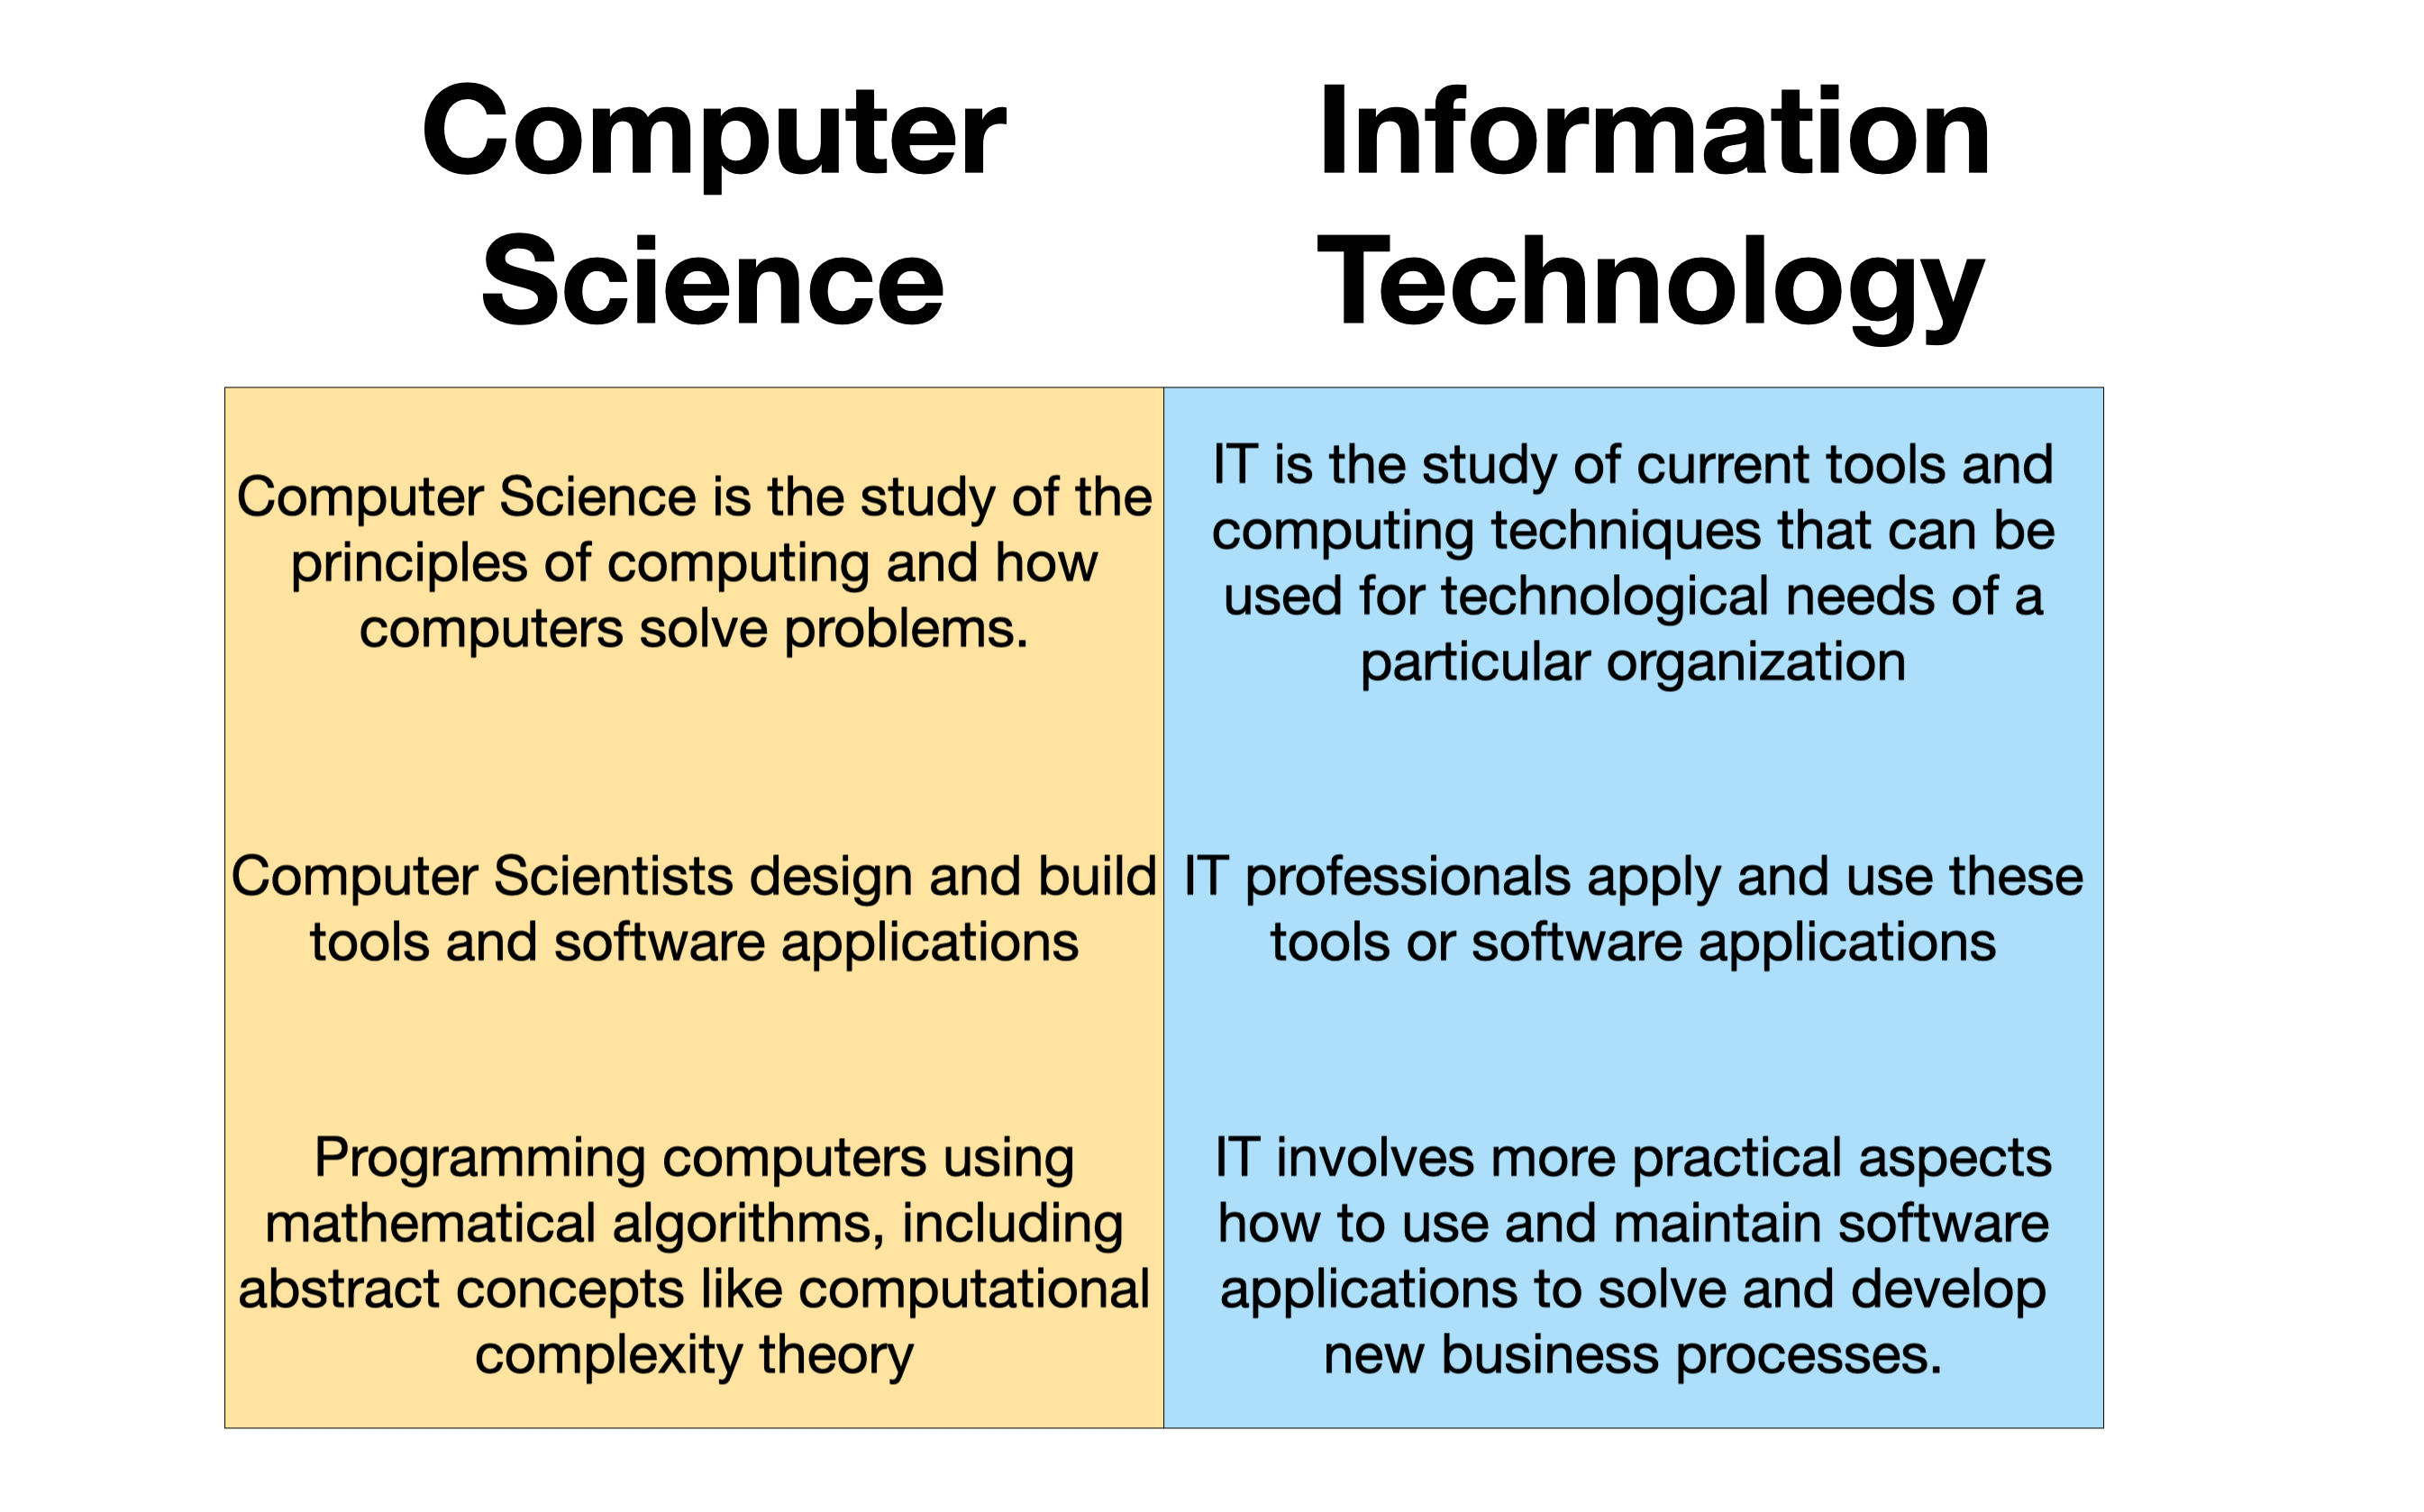 Computer
Science
Information
Technology
Computer Science is the study of the
principles of computing and how
computers solve problems.
IT is the study of current tools and
computing techniques that can be
used for technological needs of a
particular organization
Computer Scientists design and build
tools and software applications
IT professionals apply and use these
tools or software applications
Programming computers using
mathematical algorithms, including
abstract concepts like computational
complexity theory
IT involves more practical aspects
how to use and maintain software
applications to solve and develop
new business processes.